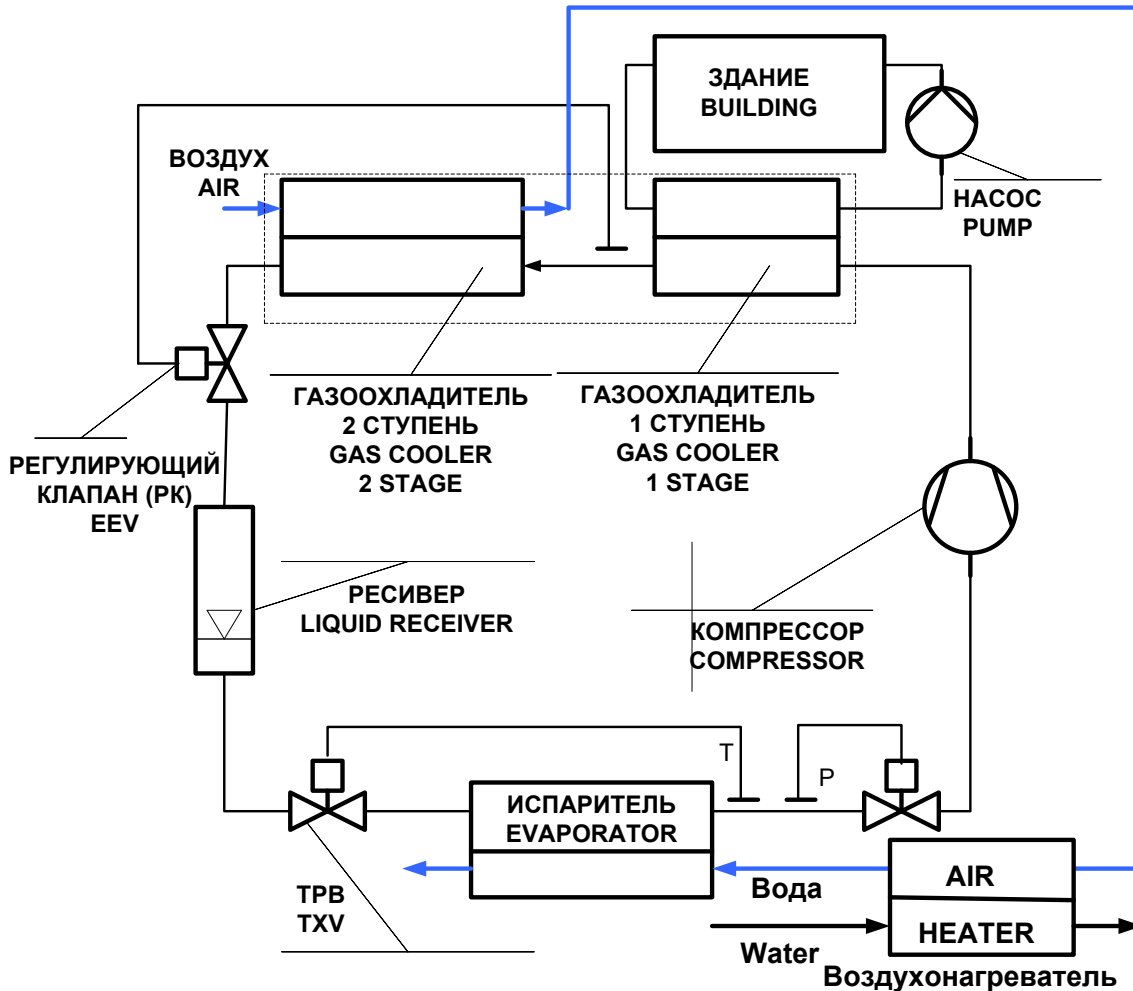 ЗДАНИЕ
BUILDING
ВОЗДУХ
AIR
НАСОС
PUMP
ГАЗООХЛАДИТЕЛЬ
2 СТУПЕНЬ
GAS COOLER
2 STAGE
ГАЗООХЛАДИТЕЛЬ
1 СТУПЕНЬ
GAS COOLER
1 STAGE
РЕГУЛИРУЮЩИЙ
КЛАПАН (РК)
EEV
РЕСИВЕР
LIQUID RECEIVER
КОМПРЕССОР
COMPRESSOR
T
P
ИСПАРИТЕЛЬ
EVAPORATOR
ТРВ
TXV
Вода
Water
AIR
HEATER
Воздухонагреватель